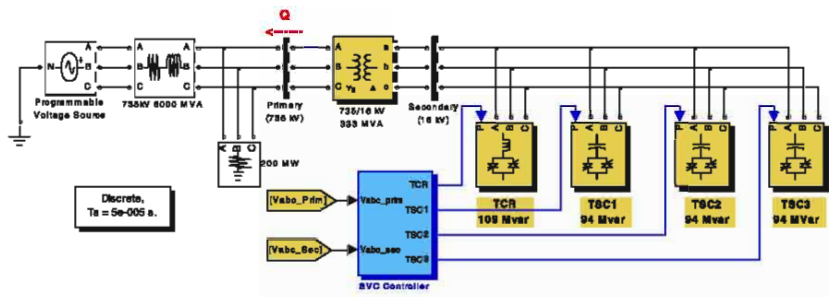 Q
A A A A a
N B B B B b
C C C C c
Programmable
Voltage Source
735kV 6000 MVA
Primary
(735 kV)
735/16 kV
333 MVA
Secondary
(16 kV)
A B C
200 MW
P A B C
P A B C
P A B C
P A B C
TCR
109 Mvar
TSC1
94 Mvar
TSC2
94 Mvar
TSC3
94 MVar
Discrete,
Ts = 5e-005 s.
[Vabc_Prim]
[Vabc_Sec]
Vabc_prim
Vabc_sec
TCR
TSC1
TSC2
TSC3
SVC Controller